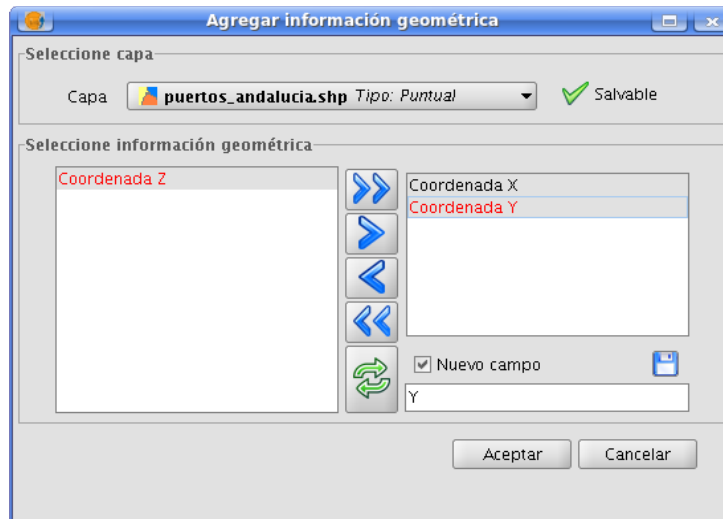 Agregar información geométrica
Seleccione capa
Capa puertos_andalucia.shp Tipo: Puntual Salvable
Seleccione información geométrica
Coordenada Z
Coordenada X
Coordenada Y
Nuevo campo
Y
Aceptar Cancelar